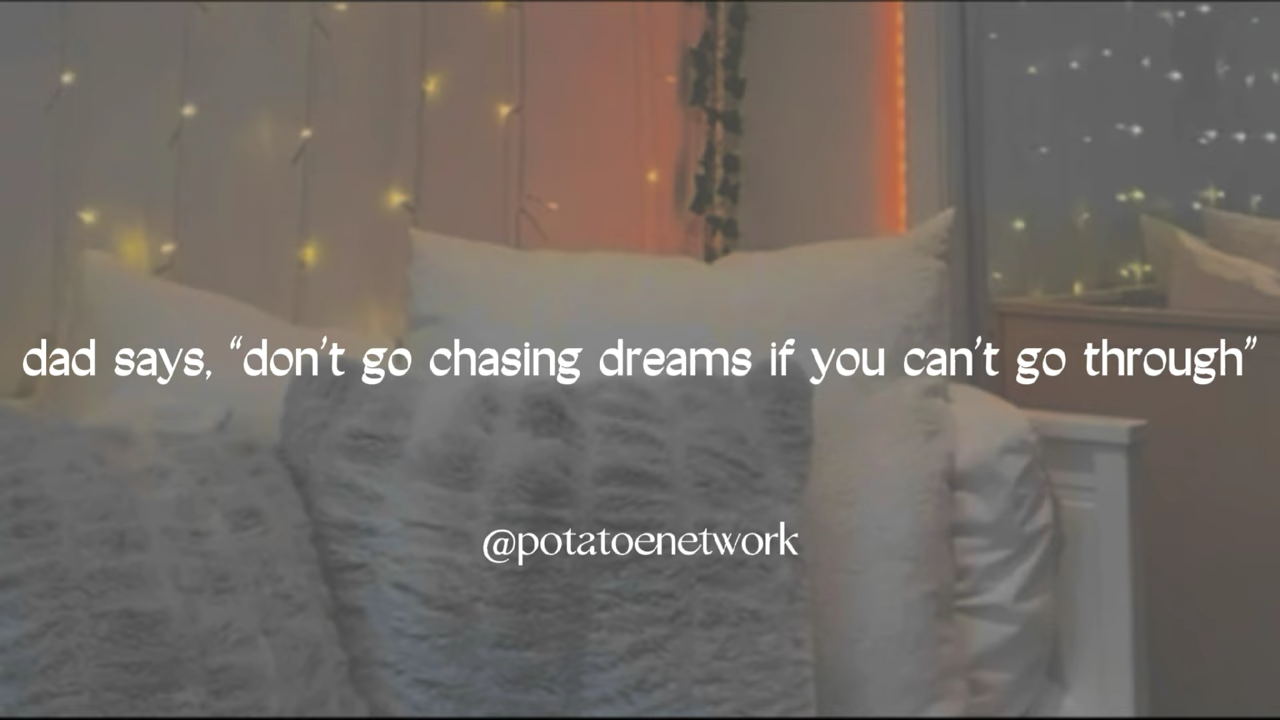 dad says, “don’t go chasing dreams if you can’t go through”
@potatoenetwork